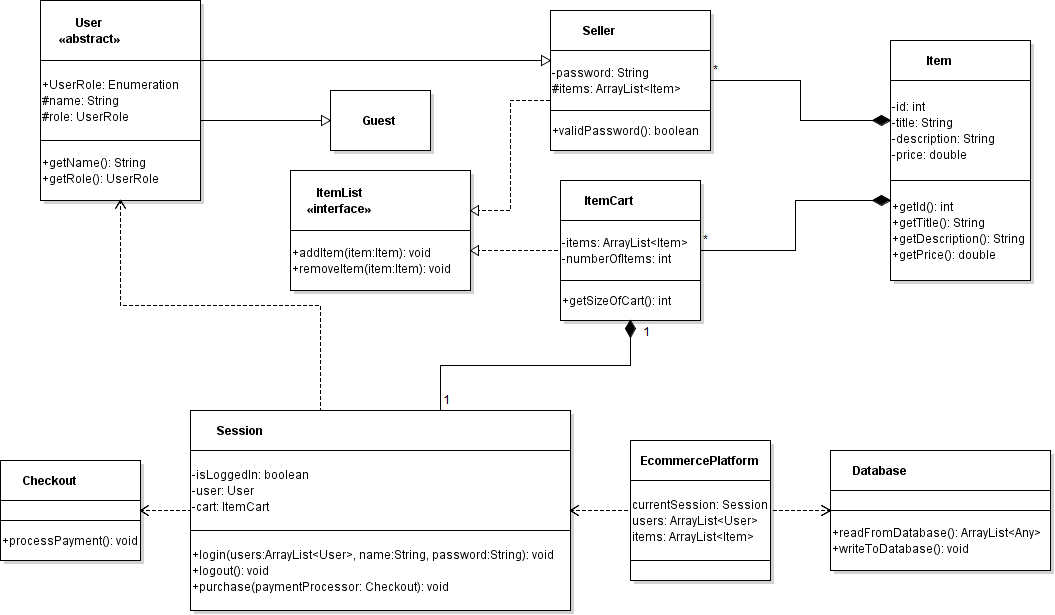 User
«abstract»
+UserRole: Enumeration
#name: String
#role: UserRole
+getName(): String
+getRole(): UserRole
Guest
Seller
-password: String
#items: ArrayList<Item>
+validPassword(): boolean
*
Item
-id: int
-title: String
-description: String
-price: double
+getId(): int
+getTitle(): String
+getDescription(): String
+getPrice(): double
ItemList
«interface»
+addItem(item:Item): void
+removeItem(item:Item): void
ItemCart
-items: ArrayList<Item>
-numberOfItems: int
+getSizeOfCart(): int
*
1
1
Session
-isLoggedIn: boolean
-user: User
-cart: ItemCart
+login(users:ArrayList<User>, name:String, password:String): void
+logout(): void
+purchase(paymentProcessor: Checkout): void
Checkout
+processPayment(): void
EcommercePlatform
currentSession: Session
users: ArrayList<User>
items: ArrayList<Item>
Database
+readFromDatabase(): ArrayList<Any>
+writeToDatabase(): void